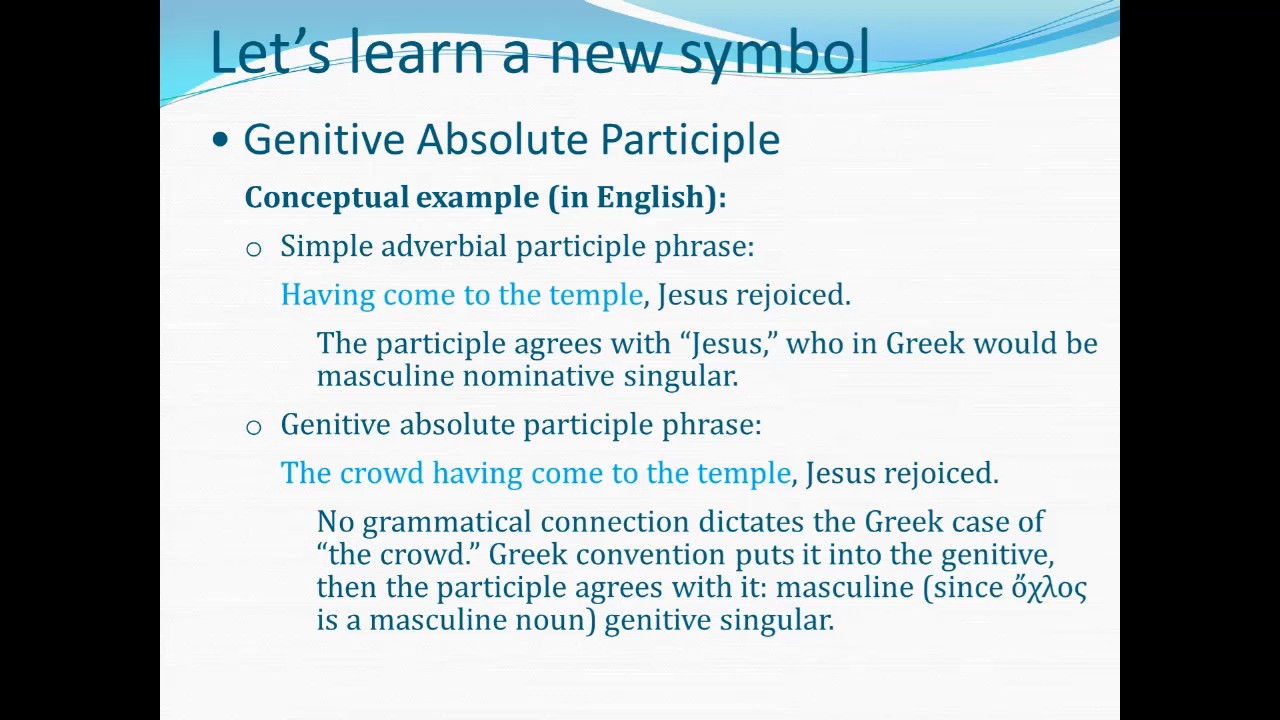 Let’s learn a new symbol
• Genitive Absolute Participle
Conceptual example (in English):
o Simple adverbial participle phrase:
Having come to the temple, Jesus rejoiced.
The participle agrees with “Jesus,” who in Greek would be
masculine nominative singular.
o Genitive absolute participle phrase:
The crowd having come to the temple, Jesus rejoiced.
No grammatical connection dictates the Greek case of
“the crowd.” Greek convention puts it into the genitive,
then the participle agrees with it: masculine (since ὄχλος
is a masculine noun) genitive singular.